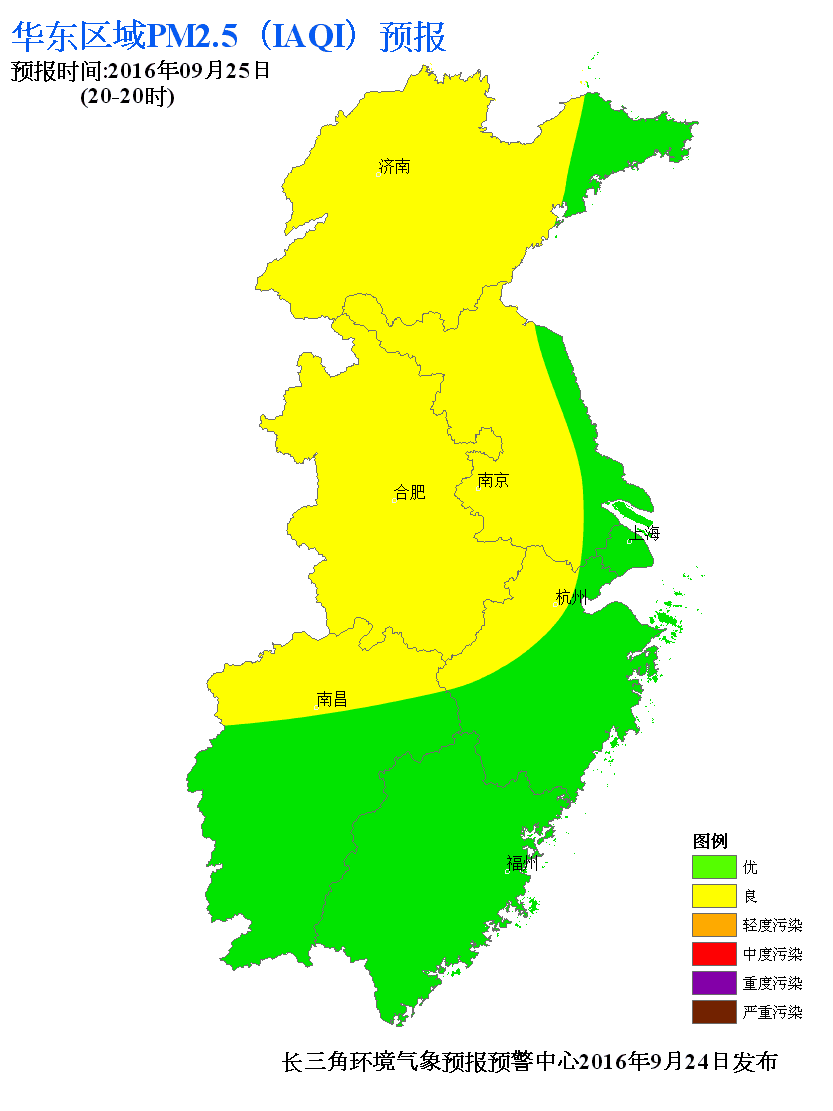 华东区域PM2.5（IAQI）预报
预报时间:2016年09月25日
(20-20时)
济南
合肥
南京
上海
杭州
南昌
福州
图例
优
良
轻度污染
中度污染
重度污染
严重污染
长三角环境气象预报预警中心2016年9月24日发布